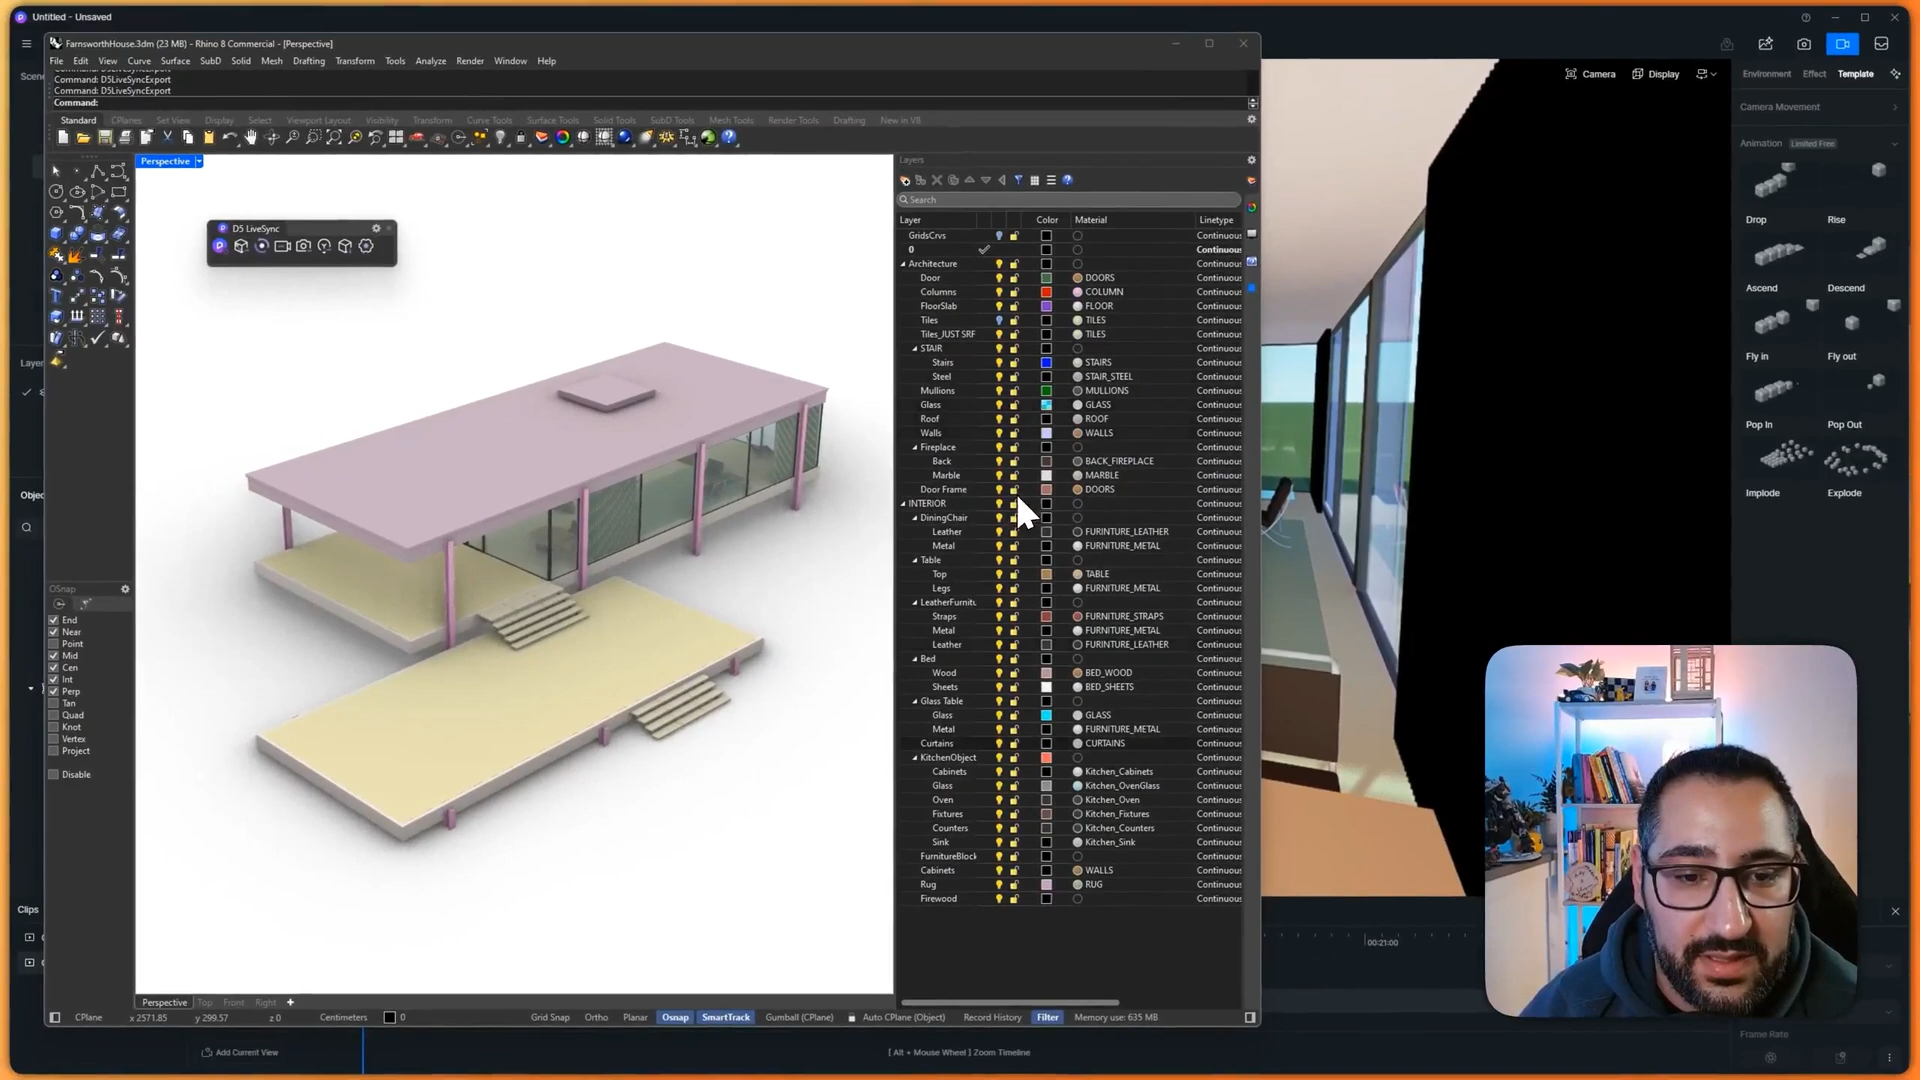 Untitled - Unsaved
FarnsworthHouse.3dm (23 MB) - Rhino 8 Commercial - [Perspective]
File Edit View Curve Surface SubD Solid Mesh Drafting Transform Tools Analyze Render Window Help
Command: D5LiveSyncExport
Command: D5LiveSyncExport
Command:
Standard CPlanes Set View Display Select Viewport Layout Visibility Transform Curve Tools Surface Tools Solid Tools SubD Tools Mesh Tools Render Tools Drafting New in V8
Perspective
D5 LiveSync
Layers
Search
Layer Color Material Linetype
GridsCrvs Continuous
0 Continuous
Architecture Continuous
Door DOORS Continuous
Columns COLUMN Continuous
FloorSlab FLOOR Continuous
Tiles TILES Continuous
Tiles_JUST SRF TILES Continuous
STAIR Continuous
Stairs STAIRS Continuous
Steel STAIR_STEEL Continuous
Mullions MULLIONS Continuous
Glass GLASS Continuous
Roof ROOF Continuous
Walls WALLS Continuous
Fireplace Continuous
Back BACK_FIREPLACE Continuous
Marble MARBLE Continuous
Door Frame DOORS Continuous
INTERIOR Continuous
DiningChair Continuous
Leather FURINTURE_LEATHER Continuous
Metal FURNITURE_METAL Continuous
Table Continuous
Top TABLE Continuous
Legs FURNITURE_METAL Continuous
LeatherFurnitu Continuous
Straps FURNITURE_STRAPS Continuous
Metal FURNITURE_METAL Continuous
Leather FURINTURE_LEATHER Continuous
Bed Continuous
Wood BED_WOOD Continuous
Sheets BED_SHEETS Continuous
Glass Table Continuous
Glass GLASS Continuous
Metal FURNITURE_METAL Continuous
Curtains CURTAINS Continuous
KitchenObject Continuous
Cabinets Kitchen_Cabinets Continuous
Glass Kitchen_OvenGlass Continuous
Oven Kitchen_Oven Continuous
Fixtures Kitchen_Fixtures Continuous
Counters Kitchen_Counters Continuous
Sink Kitchen_Sink Continuous
FurnitureBlock Continuous
Cabinets WALLS Continuous
Rug RUG Continuous
Firewood Continuous
OSnap
End
Near
Point
Mid
Cen
Int
Perp
Tan
Quad
Knot
Vertex
Project
Disable
Perspective Top Front Right
CPlane x 2571.85 y 299.57 z 0 Centimeters 0 Grid Snap Ortho Planar Osnap SmartTrack Gumball (CPlane) Auto CPlane (Object) Record History Filter Memory use: 635 MB
Scene
Layer
Object
Clips
Add Current View
[ Alt + Mouse Wheel ] Zoom Timeline
Camera Display
Environment Effect Template
Camera Movement
Animation Limited Free
Drop Rise
Ascend Descend
Fly in Fly out
Pop In Pop Out
Implode Explode
00:21:00
Frame Rate